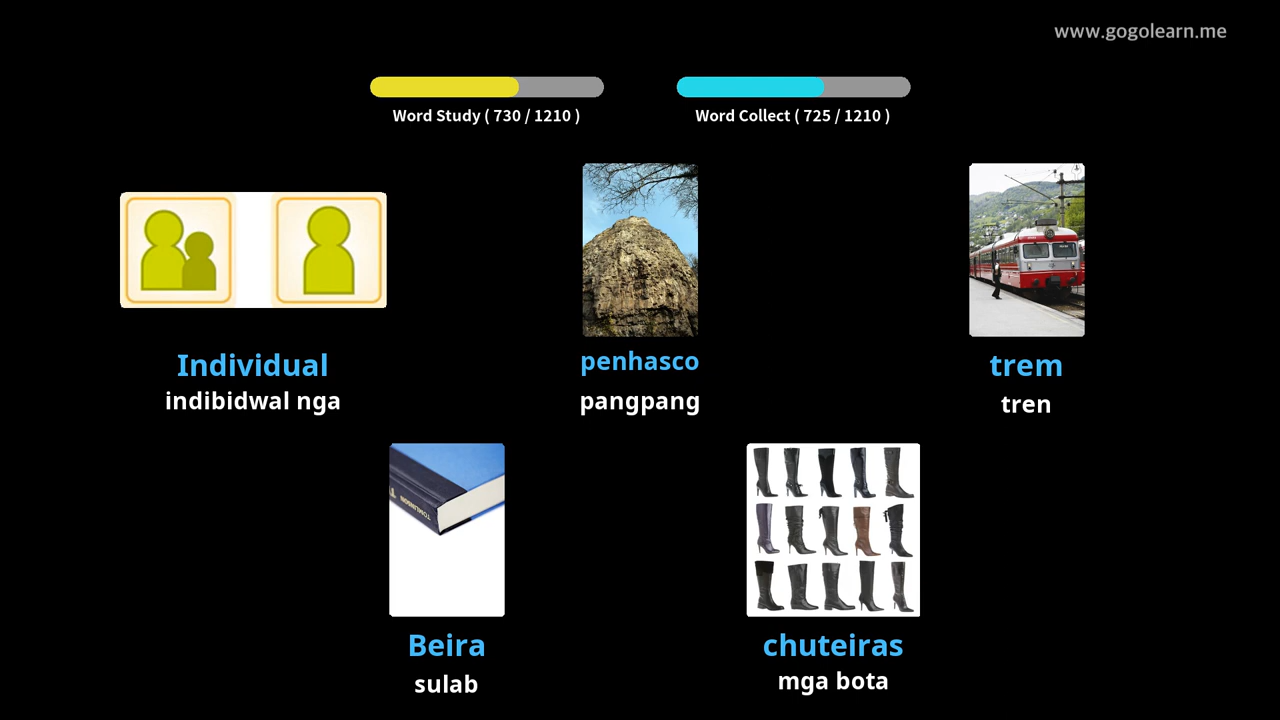 www.gogolearn.me
Word Study ( 730 / 1210 )
Word Collect ( 725 / 1210 )
Individual
indibidwal nga
penhasco
pangpang
trem
tren
TOMLINSON
Beira
sulab
chuteiras
mga bota